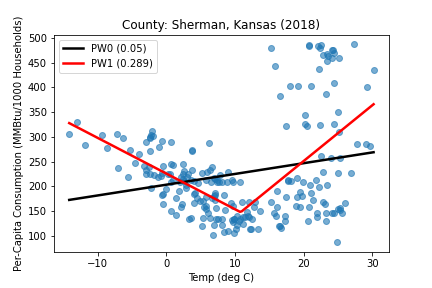 County: Sherman, Kansas (2018)
Per-Capita Consumption (MMBtu/1000 Households)
500
450
400
350
300
250
200
150
100
PW0 (0.05)
PW1 (0.289)
−10
0
10
20
30
Temp (deg C)